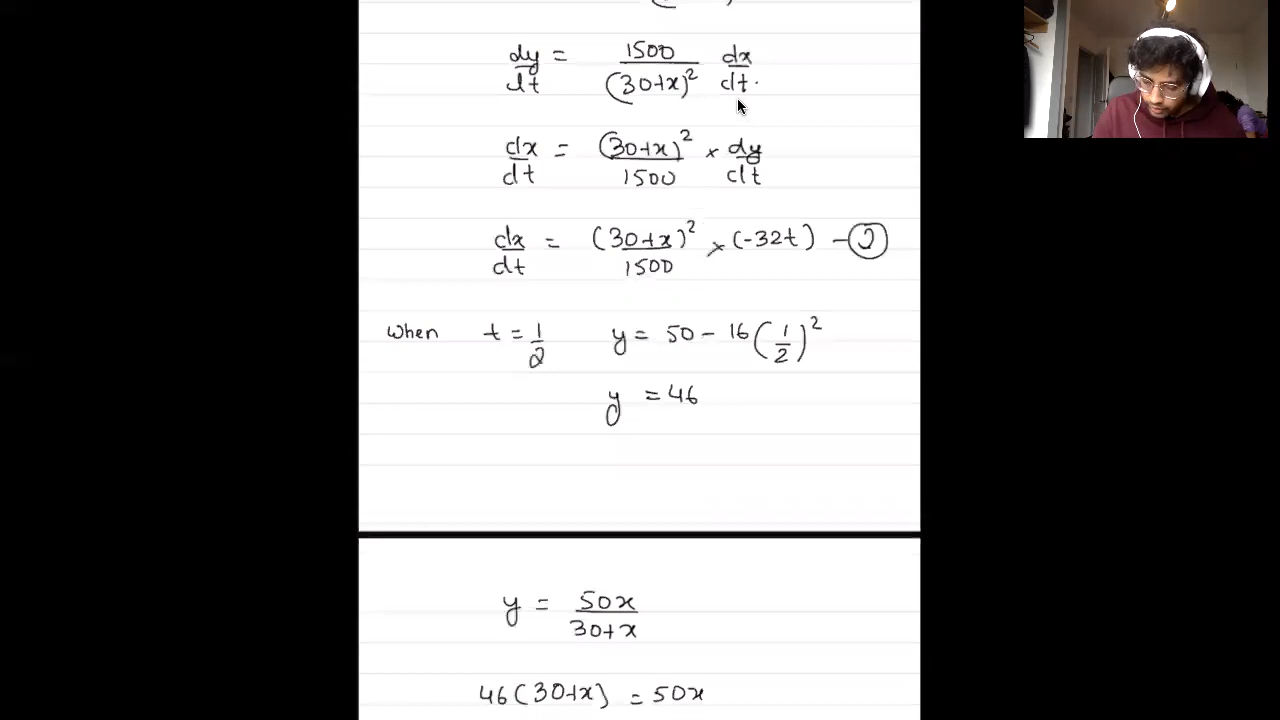 dy/dt = 1500/(30+x)² dx/dt.
dx/dt = (30+x)²/1500 × dy/dt
dx/dt = (30+x)²/1500 × (-32t) - ②
When t = 1/2 y = 50 - 16(1/2)²
y = 46
y = 50x/30+x
46(30+x) = 50x